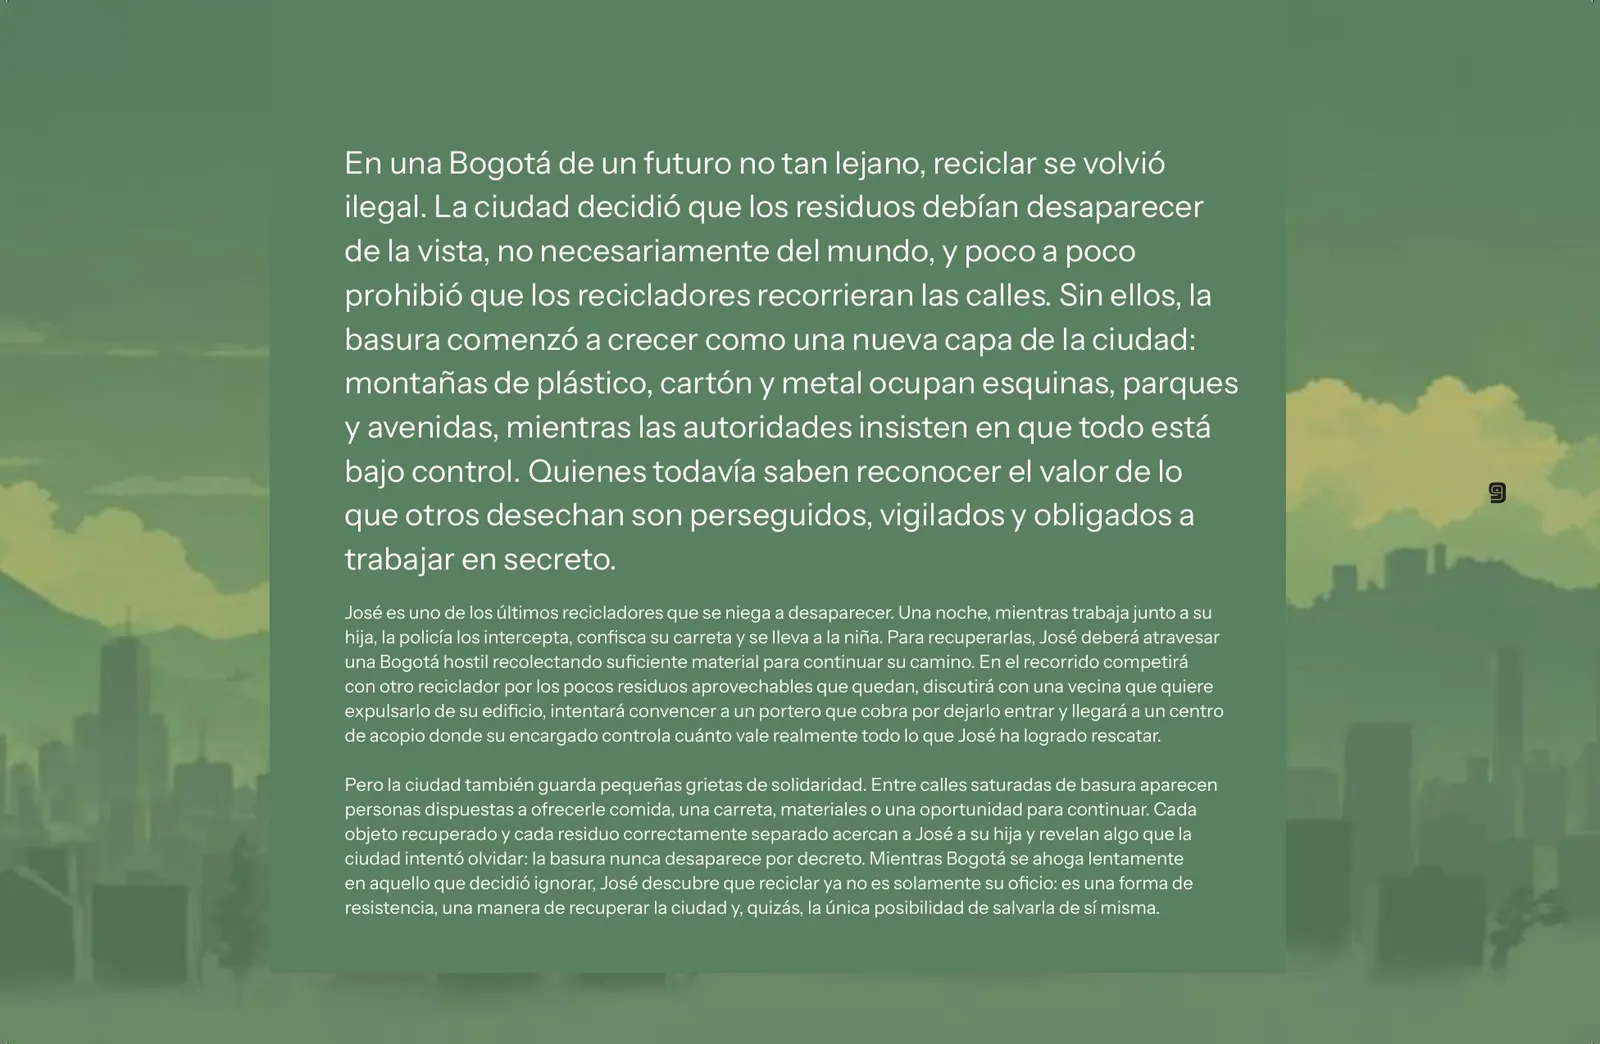 En una Bogotá de un futuro no tan lejano, reciclar se volvió
ilegal. La ciudad decidió que los residuos debían desaparecer
de la vista, no necesariamente del mundo, y poco a poco
prohibió que los recicladores recorrieran las calles. Sin ellos, la
basura comenzó a crecer como una nueva capa de la ciudad:
montañas de plástico, cartón y metal ocupan esquinas, parques
y avenidas, mientras las autoridades insisten en que todo está
bajo control. Quienes todavía saben reconocer el valor de lo
que otros desechan son perseguidos, vigilados y obligados a
trabajar en secreto.
José es uno de los últimos recicladores que se niega a desaparecer. Una noche, mientras trabaja junto a su
hija, la policía los intercepta, confisca su carreta y se lleva a la niña. Para recuperarlas, José deberá atravesar
una Bogotá hostil recolectando suficiente material para continuar su camino. En el recorrido competirá
con otro reciclador por los pocos residuos aprovechables que quedan, discutirá con una vecina que quiere
expulsarlo de su edificio, intentará convencer a un portero que cobra por dejarlo entrar y llegará a un centro
de acopio donde su encargado controla cuánto vale realmente todo lo que José ha logrado rescatar.
Pero la ciudad también guarda pequeñas grietas de solidaridad. Entre calles saturadas de basura aparecen
personas dispuestas a ofrecerle comida, una carreta, materiales o una oportunidad para continuar. Cada
objeto recuperado y cada residuo correctamente separado acercan a José a su hija y revelan algo que la
ciudad intentó olvidar: la basura nunca desaparece por decreto. Mientras Bogotá se ahoga lentamente
en aquello que decidió ignorar, José descubre que reciclar ya no es solamente su oficio: es una forma de
resistencia, una manera de recuperar la ciudad y, quizás, la única posibilidad de salvarla de sí misma.
9